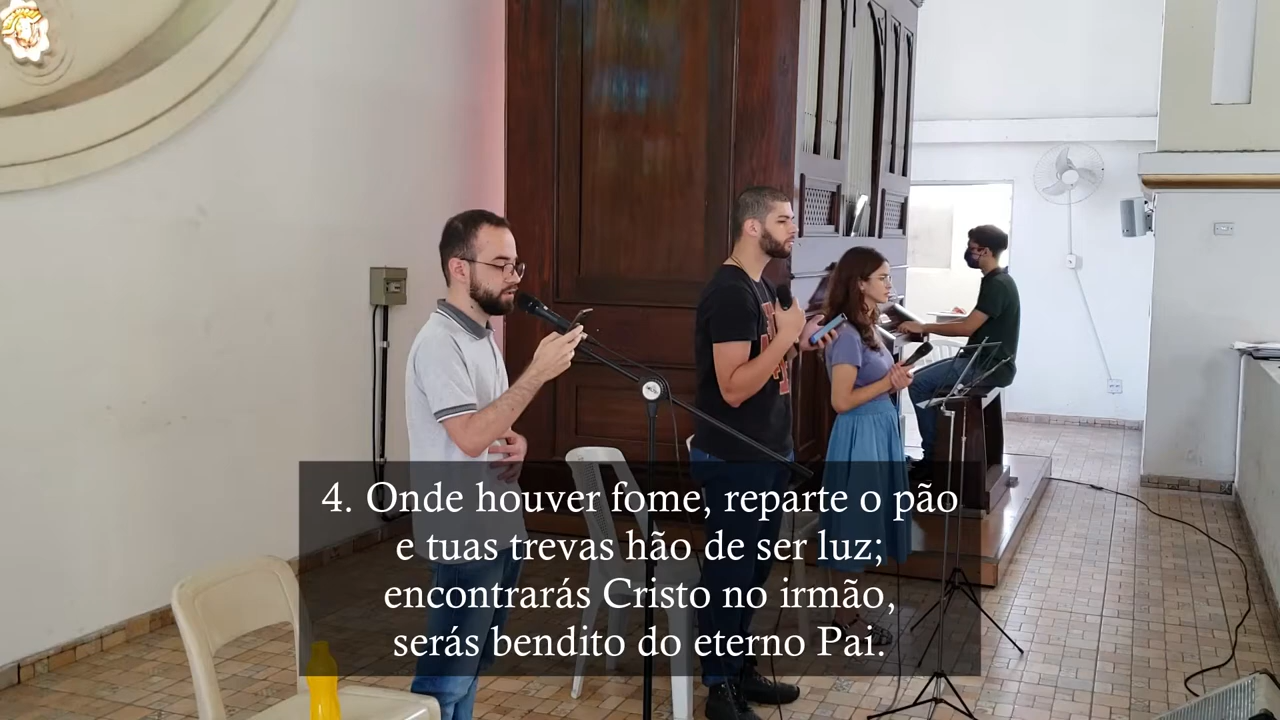 4. Onde houver fome, reparte o pão
e tuas trevas hão de ser luz;
encontrarás Cristo no irmão,
serás bendito do eterno Pai.